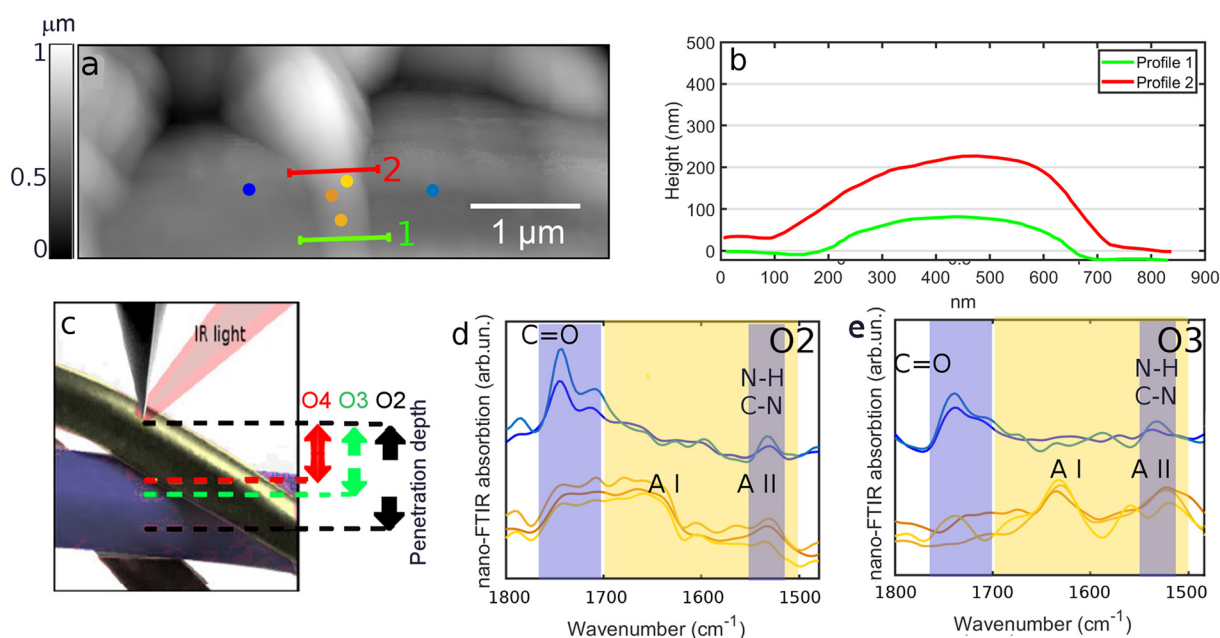 μm
1
0.5
0
a
2
1
1 μm
b
500
400
300
200
100
0
Height (nm)
Profile 1
Profile 2
0 100 200 300 400 500 600 700 800 900
nm
c
IR light
O4 O3 O2
Penetration depth
d
C=O
O2
N-H
C-N
A I
A II
nano-FTIR absorption (arb.un.)
1800 1700 1600 1500
Wavenumber (cm⁻¹)
e
C=O
O3
N-H
C-N
A I
A II
nano-FTIR absorption (arb.un.)
1800 1700 1600 1500
Wavenumber (cm⁻¹)